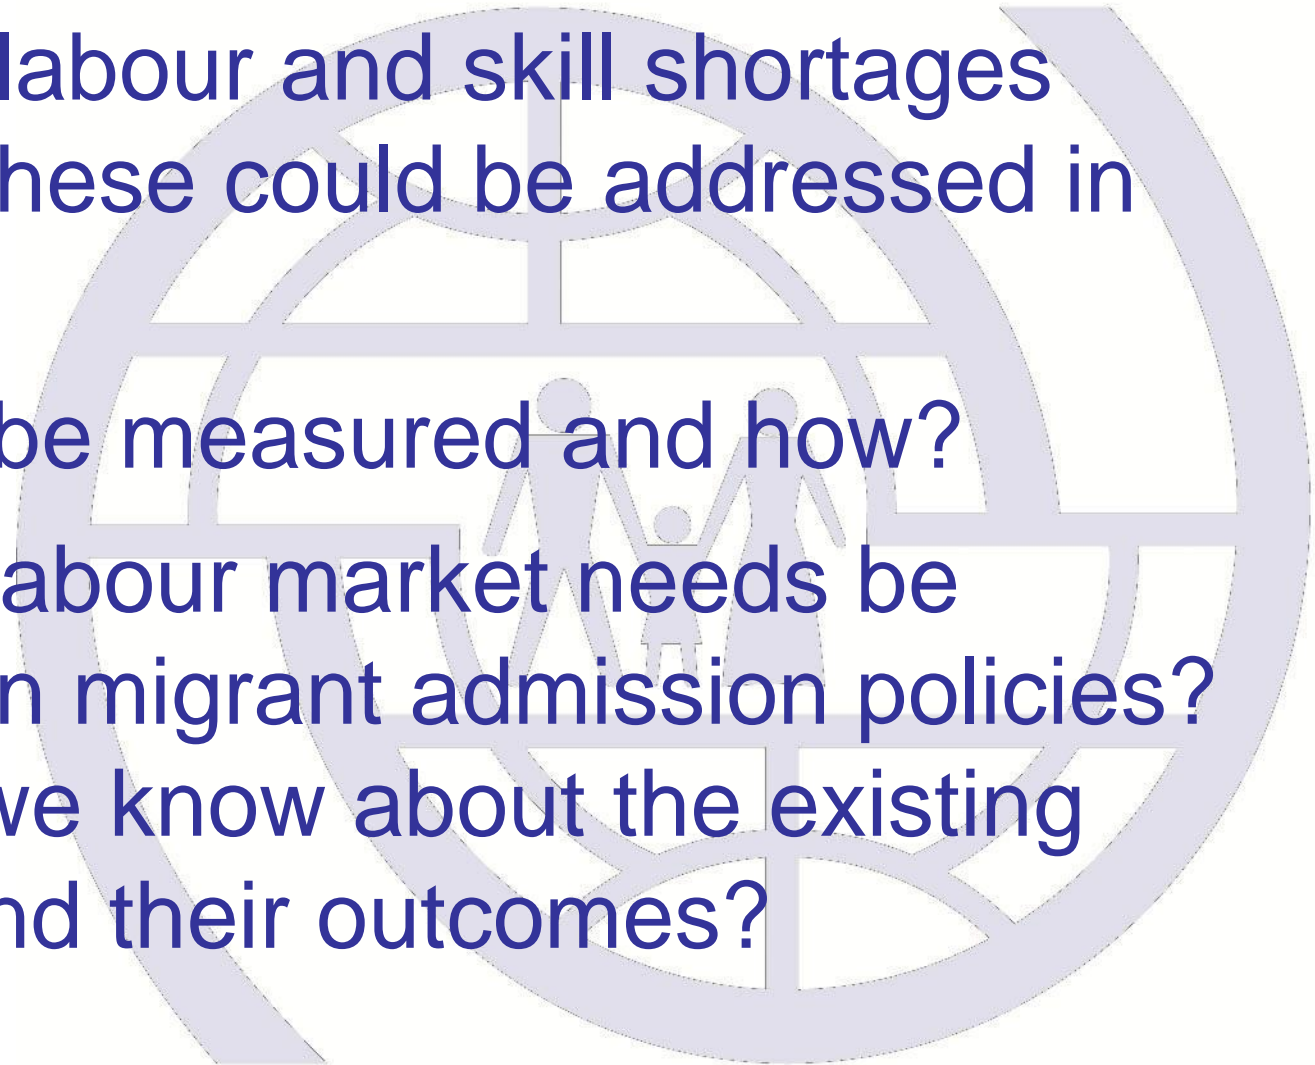 labour and skill shortages
hese could be addressed in
be measured and how?
abour market needs be
n migrant admission policies?
we know about the existing
nd their outcomes?